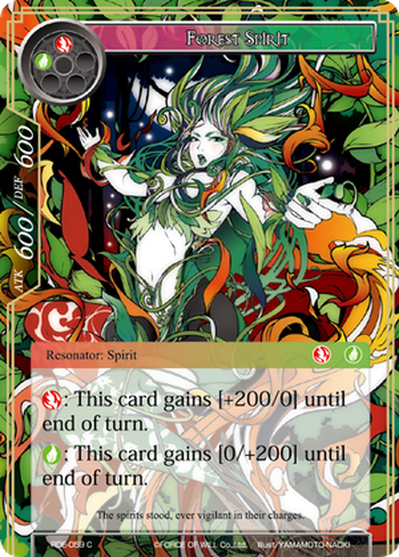 Forest Spirit
ATK 600 / DEF 600
Resonator: Spirit
: This card gains [+200/0] until
end of turn.
: This card gains [0/+200] until
end of turn.
The spirits stood, ever vigilant in their charges.
RDE-059 C ©FORCE OF WILL Co.,Ltd. Illust/YAMAMOTO-NAOKI